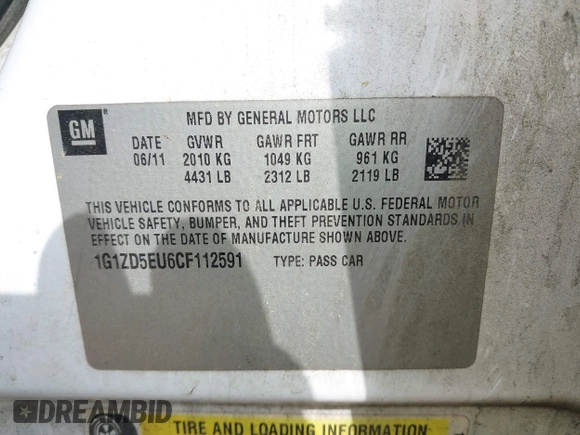 GM
MFD BY GENERAL MOTORS LLC
DATE GVWR GAWR FRT GAWR RR
06/11 2010 KG 1049 KG 961 KG
4431 LB 2312 LB 2119 LB
THIS VEHICLE CONFORMS TO ALL APPLICABLE U.S. FEDERAL MOTOR
VEHICLE SAFETY, BUMPER, AND THEFT PREVENTION STANDARDS IN
EFFECT ON THE DATE OF MANUFACTURE SHOWN ABOVE.
1G1ZD5EU6CF112591 TYPE: PASS CAR
DREAMBID
TIRE AND LOADING INFORMATION